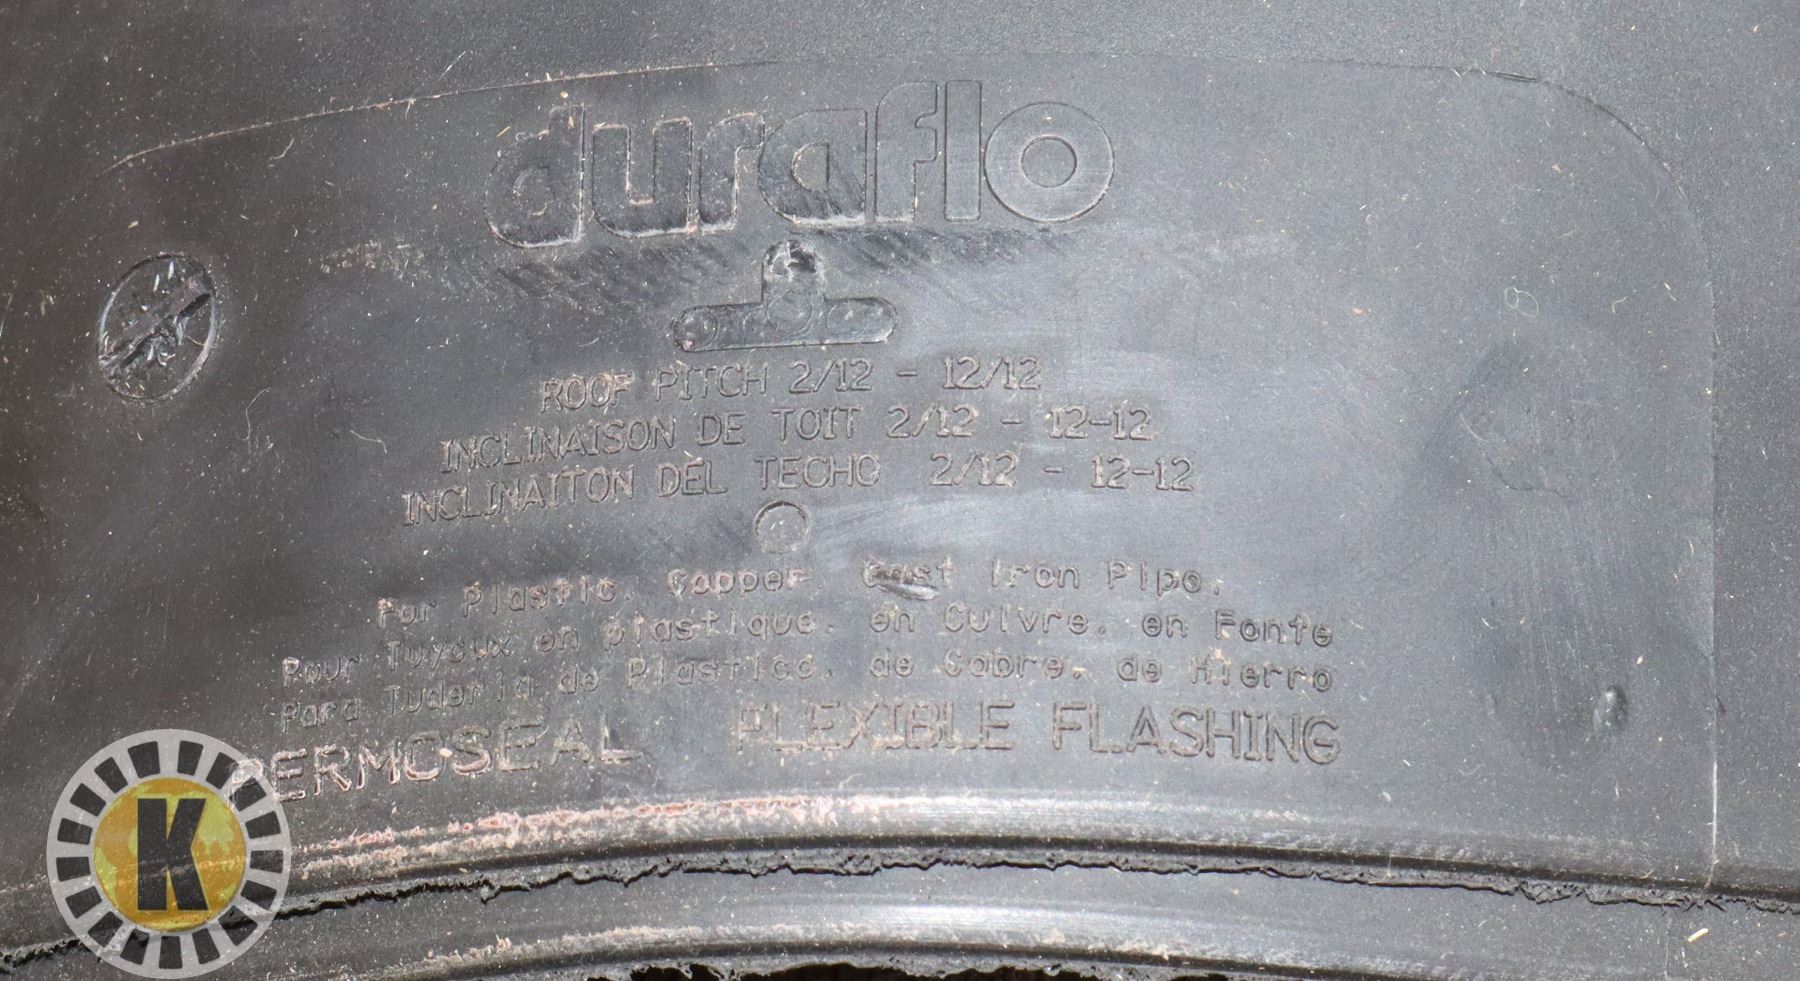 duraflo
ROOF PITCH 2/12 - 12/12
INCLINAISON DE TOIT 2/12 - 12-12
INCLINAITON DEL TECHO 2/12 - 12-12
For Plastic, Copper, Cast Iron Pipe.
Pour Tuyaux en plastique, en Cuivre, en Fonte
Para Tuderia de Plastico, de Cobre, de Hierro
PERMOSEAL FLEXIBLE FLASHING
K